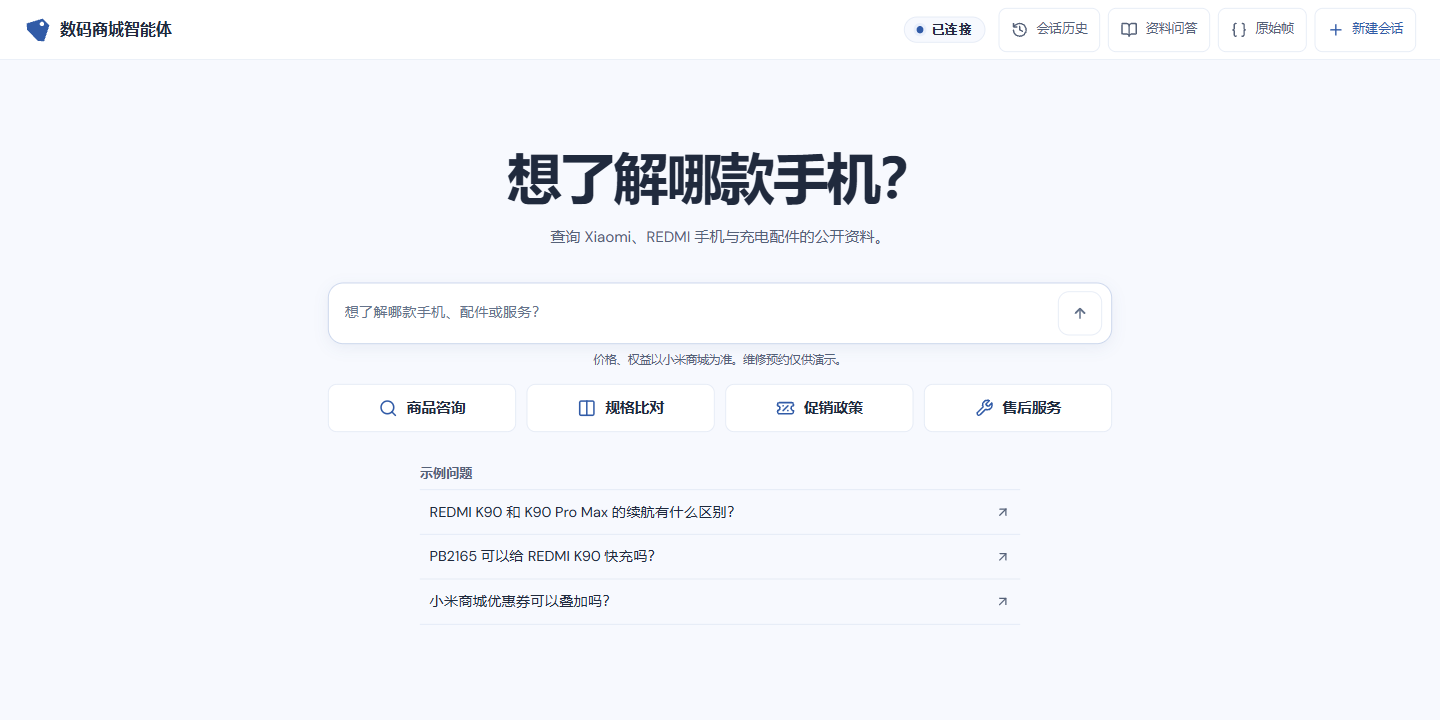 数码商城智能体
已连接
会话历史
资料问答
原始帧
新建会话
想了解哪款手机?
查询 Xiaomi、REDMI 手机与充电配件的公开资料。
想了解哪款手机、配件或服务?
价格、权益以小米商城为准。维修预约仅供演示。
商品咨询
规格比对
促销政策
售后服务
示例问题
REDMI K90 和 K90 Pro Max 的续航有什么区别?
PB2165 可以给 REDMI K90 快充吗?
小米商城优惠券可以叠加吗?